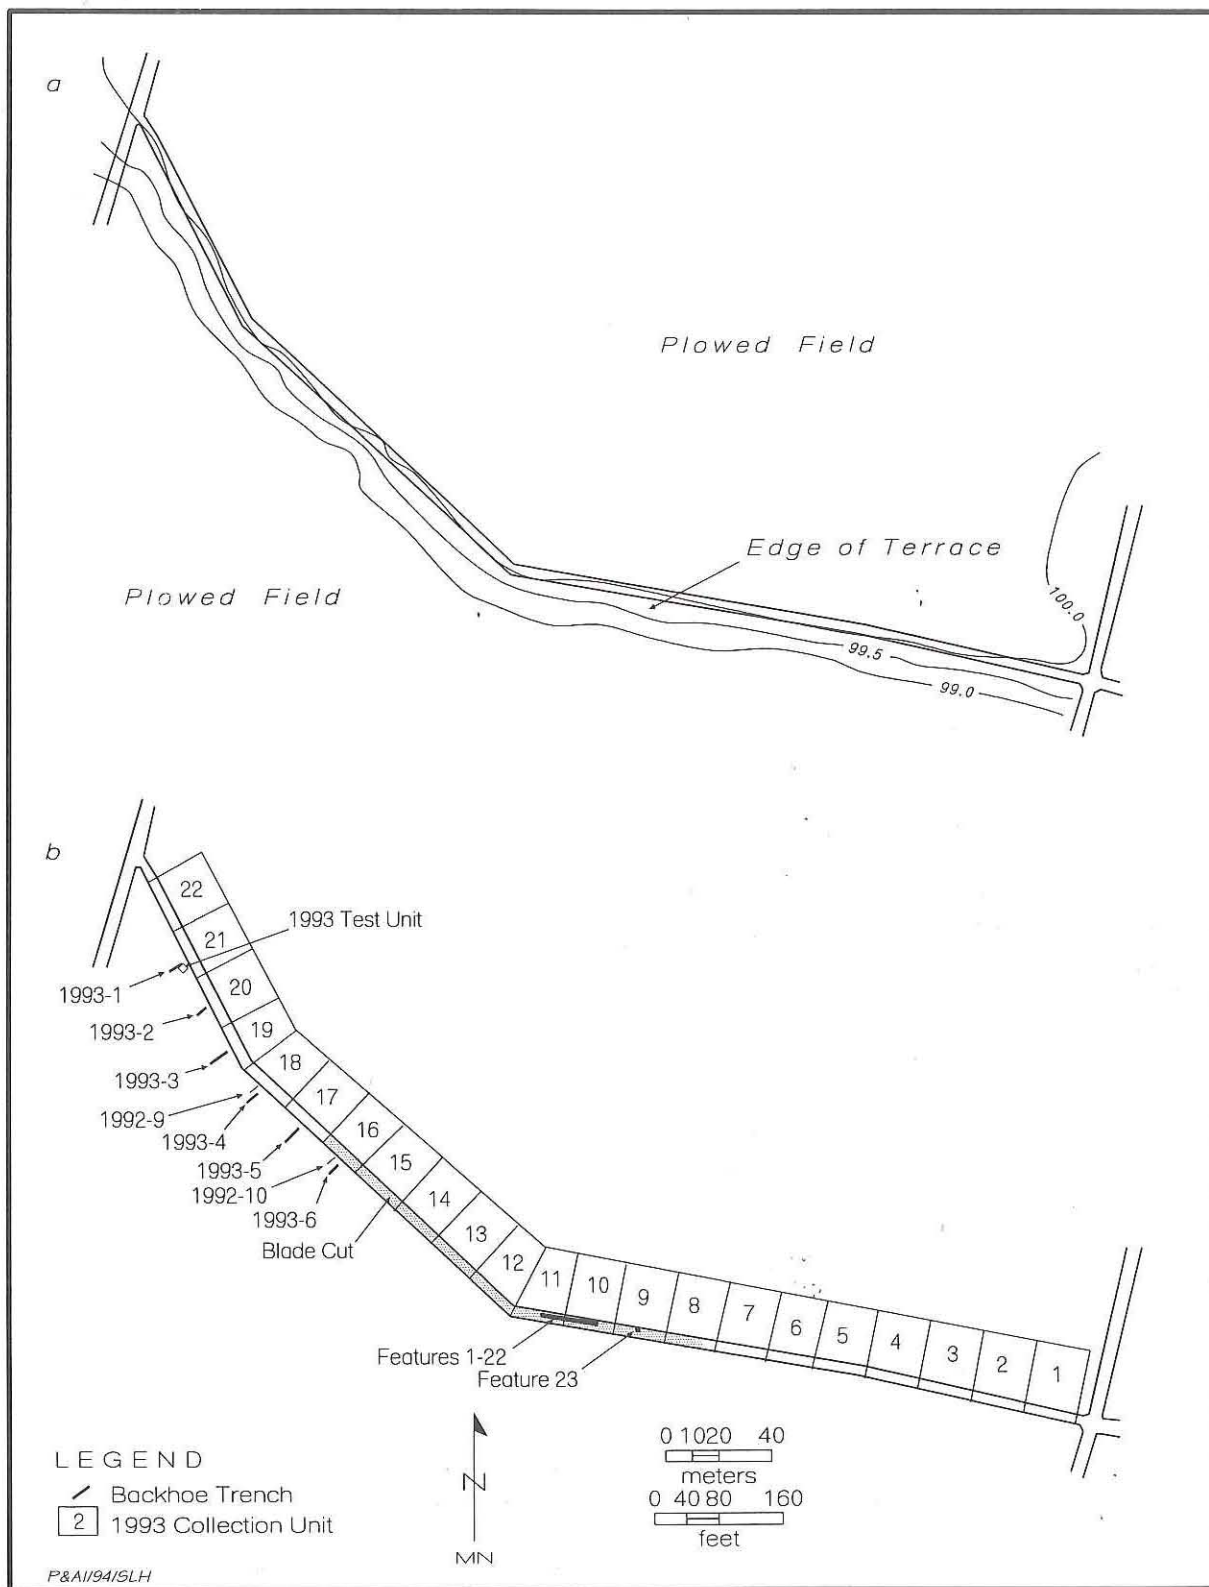 a
Plowed Field
Edge of Terrace
Plowed Field
100.0
99.5
99.0
b
22
1993 Test Unit
21
1993-1
20
1993-2
19
18
1993-3
17
1992-9
16
1993-4
15
1993-5
14
1992-10
13
1993-6
12
Blade Cut
11
10
9
8
7
6
5
4
3
2
1
Features 1-22
Feature 23
LEGEND
Backhoe Trench
2 1993 Collection Unit
N
MN
0 10 20 40
meters
0 40 80 160
feet
P&AI/94/SLH